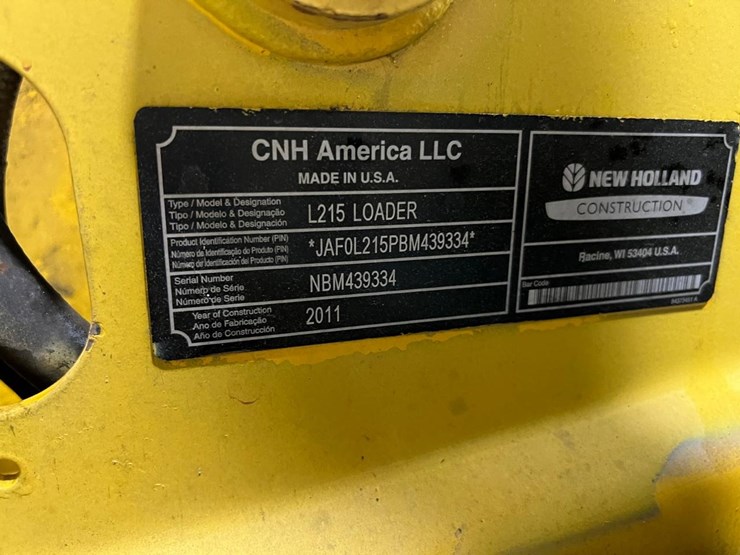 CNH America LLC
MADE IN U.S.A.
Type / Model & Designation
Tipo / Modelo & Designação
Tipo / Modelo & Designación
L215 LOADER
Product Identification Number (PIN)
Número de Identificação do Produto (PIN)
Número de Identificación del Producto (PIN)
*JAF0L215PBM439334*
Serial Number
Número de Série
Número de Serie
NBM439334
Year of Construction
Ano de Fabricação
Año de Construcción
2011
NEW HOLLAND
CONSTRUCTION
Racine, WI 53404 U.S.A.
Bar Code